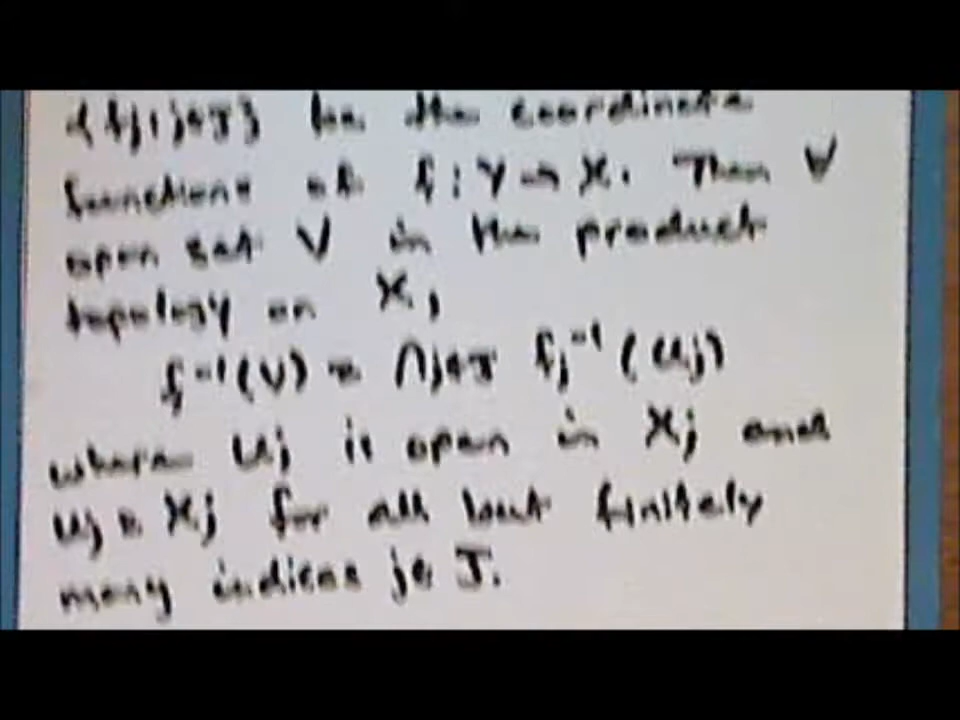 {fj: j∈J} be the coordinate
functions of f: Y → X. Then ∀
open set V in the product
topology on X,
f⁻¹(V) = ∩j∈J fj⁻¹(Uj)
where Uj is open in Xj and
Uj = Xj for all but finitely
many indices j∈J.